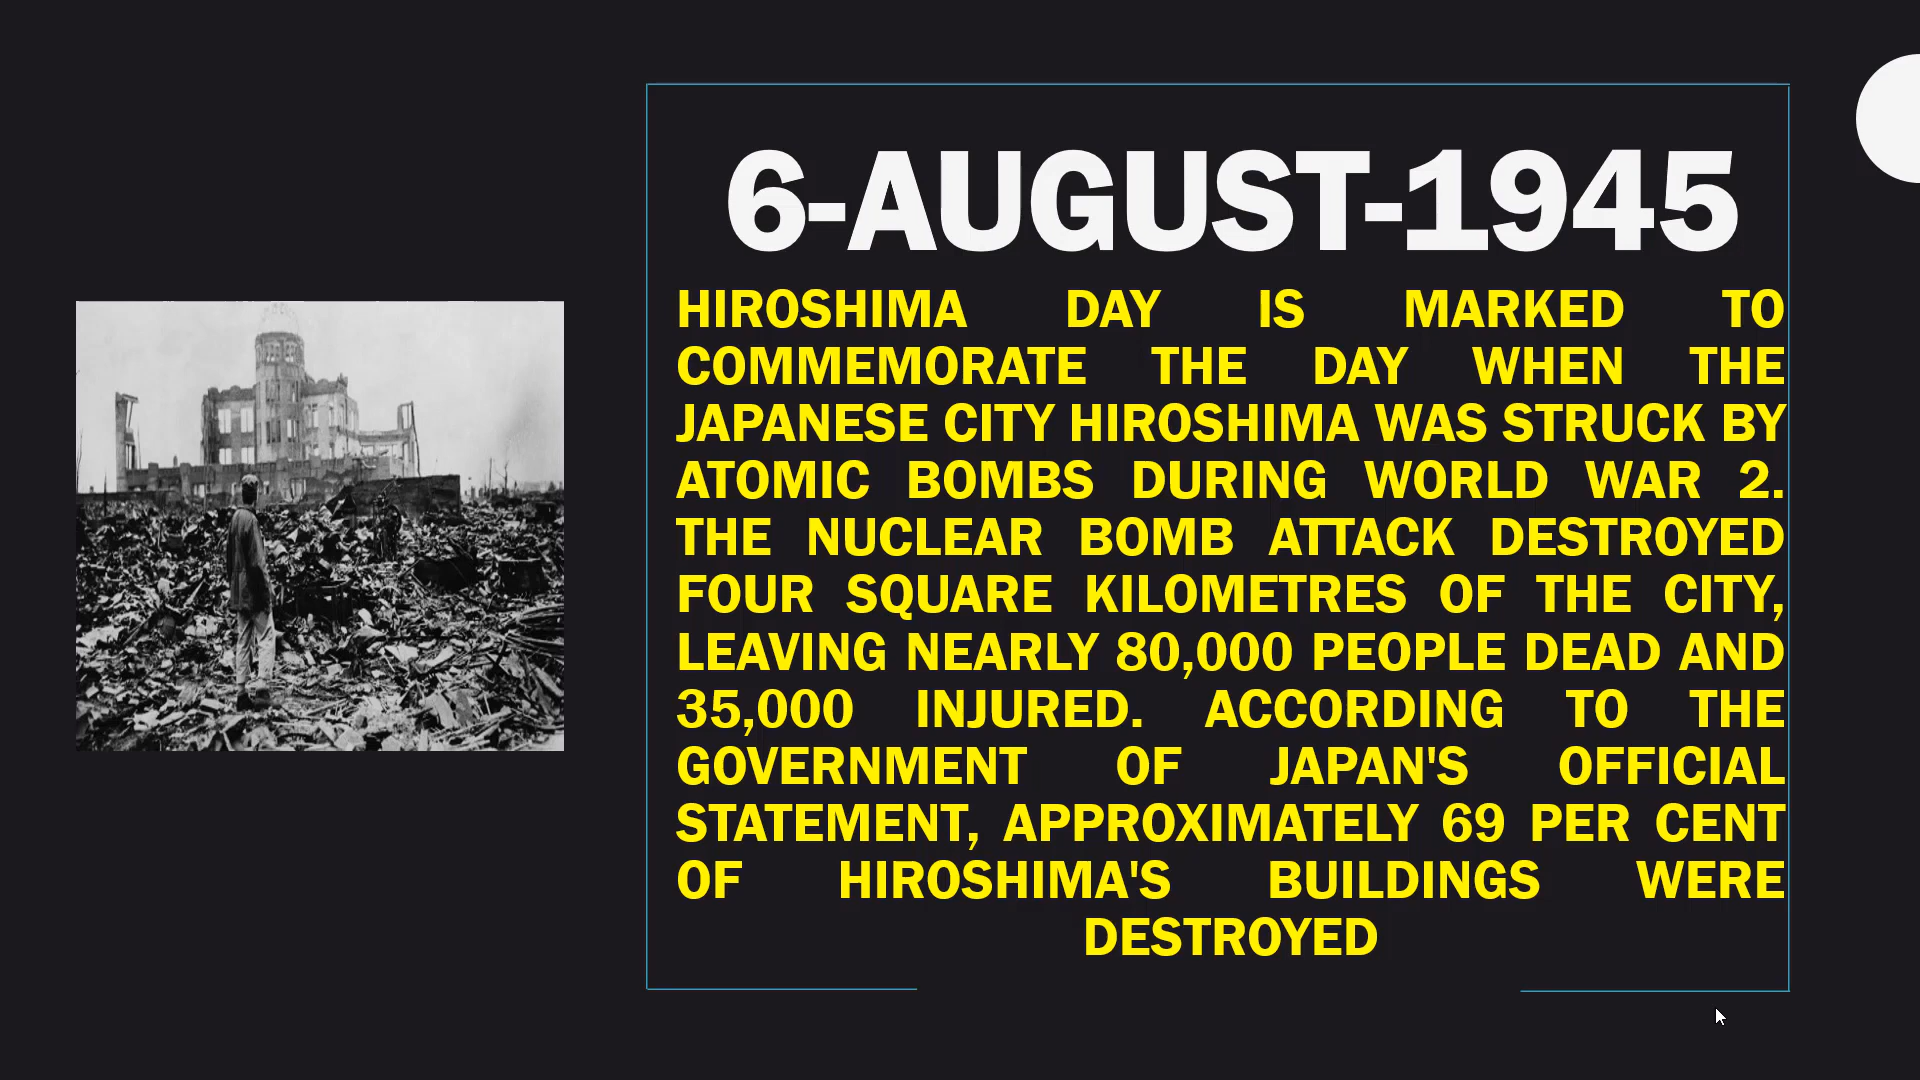 6-AUGUST-1945
HIROSHIMA DAY IS MARKED TO
COMMEMORATE THE DAY WHEN THE
JAPANESE CITY HIROSHIMA WAS STRUCK BY
ATOMIC BOMBS DURING WORLD WAR 2.
THE NUCLEAR BOMB ATTACK DESTROYED
FOUR SQUARE KILOMETRES OF THE CITY,
LEAVING NEARLY 80,000 PEOPLE DEAD AND
35,000 INJURED. ACCORDING TO THE
GOVERNMENT OF JAPAN'S OFFICIAL
STATEMENT, APPROXIMATELY 69 PER CENT
OF HIROSHIMA'S BUILDINGS WERE
DESTROYED